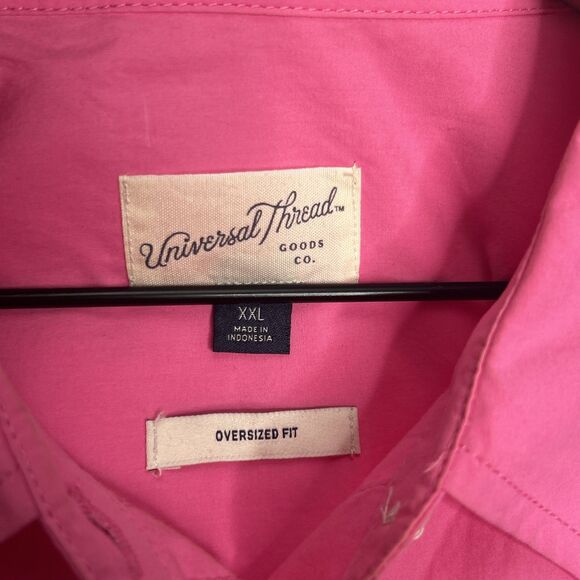 Universal Thread™
GOODS
CO.
XXL
MADE IN
INDONESIA
OVERSIZED FIT